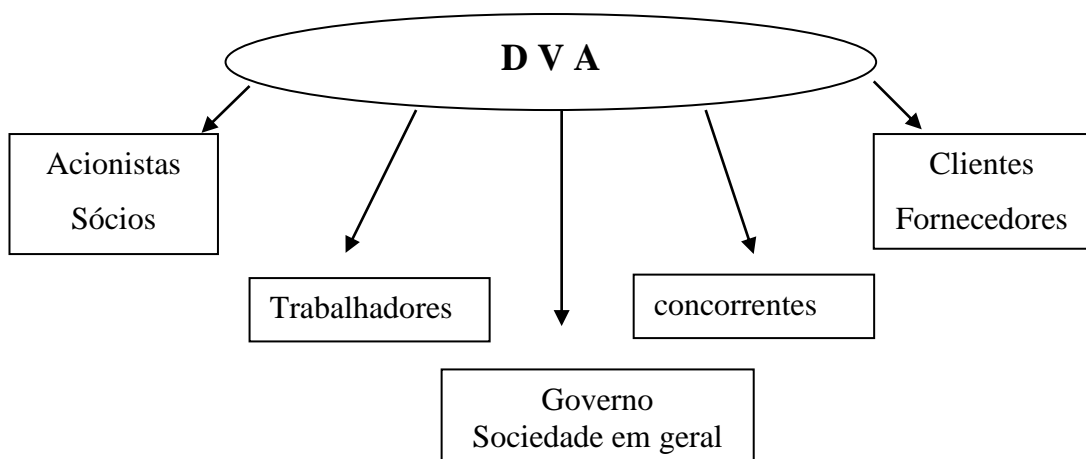 D V A
Acionistas
Sócios
Clientes
Fornecedores
Trabalhadores
concorrentes
Governo
Sociedade em geral